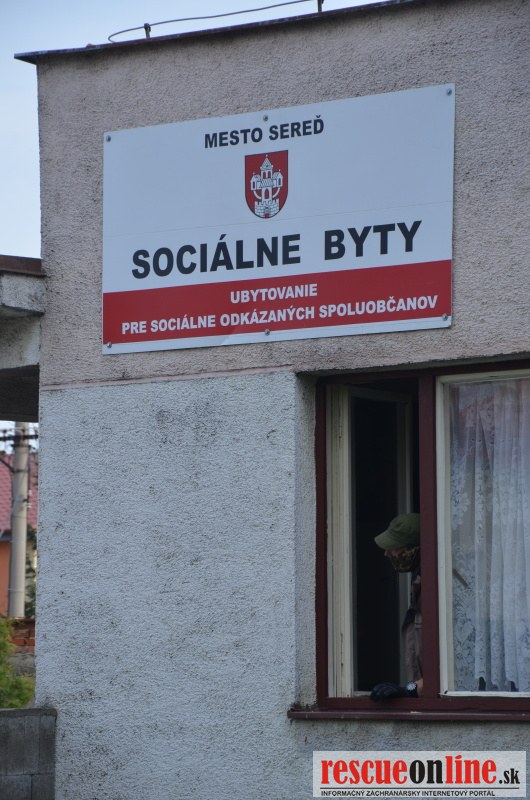 MESTO SEREĎ
SOCIÁLNE BYTY
UBYTOVANIE
PRE SOCIÁLNE ODKÁZANÝCH SPOLUOBČANOV
rescueonline.sk
INFORMAČNÝ ZÁCHRANÁRSKY INTERNETOVÝ PORTÁL